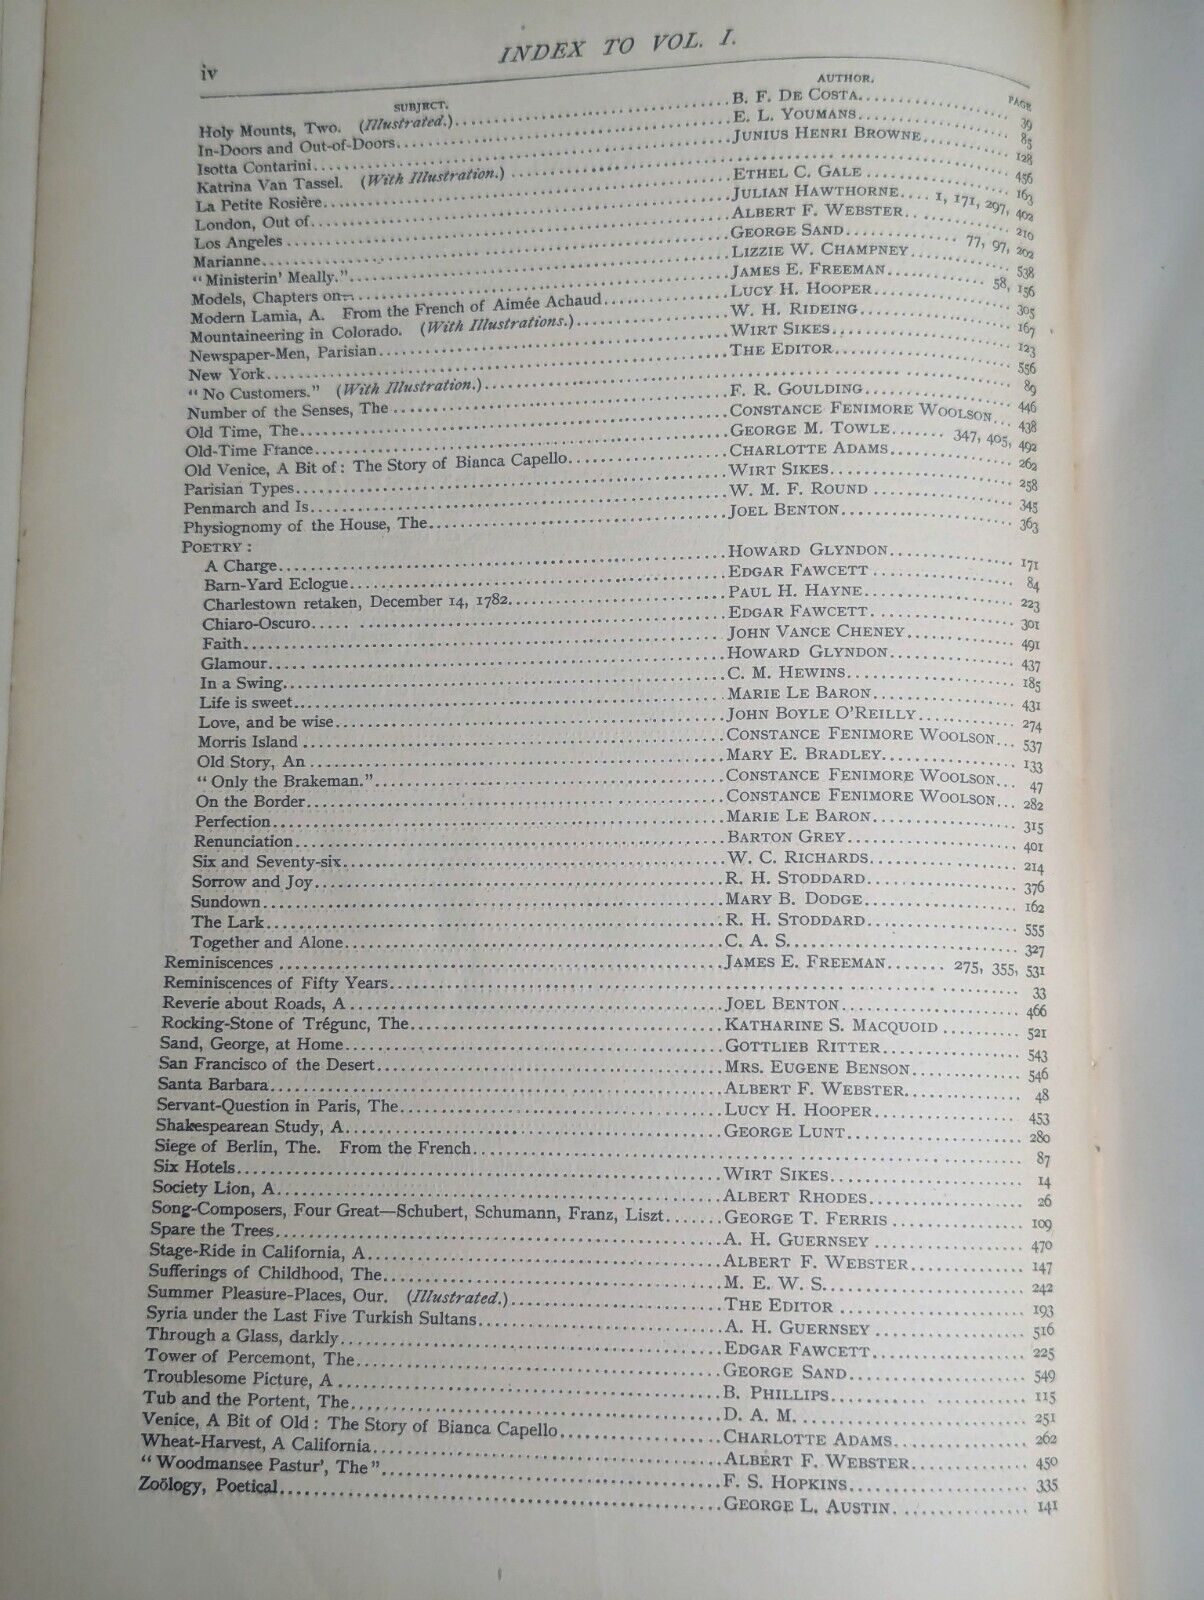 iv
INDEX TO VOL. I.
SUBJECT. AUTHOR. PAGE
Holy Mounts, Two. (Illustrated.) B. F. DE COSTA 39
In-Doors and Out-of-Doors E. L. YOUMANS 85
Isotta Contarini JUNIUS HENRI BROWNE 128
Katrina Van Tassel. (With Illustration.) 456
La Petite Rosière ETHEL C. GALE 163
London, Out of JULIAN HAWTHORNE 1, 171, 297, 402
Los Angeles ALBERT F. WEBSTER 210
Marianne GEORGE SAND 77, 97, 202
"Ministerin' Meally." LIZZIE W. CHAMPNEY 538
Models, Chapters on JAMES E. FREEMAN 58, 156
Modern Lamia, A. From the French of Aimée Achaud LUCY H. HOOPER 305
Mountaineering in Colorado. (With Illustrations.) W. H. RIDEING 167
Newspaper-Men, Parisian WIRT SIKES 123
New York THE EDITOR 556
"No Customers." (With Illustration.) 89
Number of the Senses, The F. R. GOULDING 446
Old Time, The CONSTANCE FENIMORE WOOLSON 438
Old-Time France GEORGE M. TOWLE 347, 405, 492
Old Venice, A Bit of: The Story of Bianca Capello CHARLOTTE ADAMS 262
Parisian Types WIRT SIKES 258
Penmarch and Is W. M. F. ROUND 345
Physiognomy of the House, The JOEL BENTON 363
POETRY:
A Charge HOWARD GLYNDON 171
Barn-Yard Eclogue EDGAR FAWCETT 84
Charlestown retaken, December 14, 1782 PAUL H. HAYNE 223
Chiaro-Oscuro EDGAR FAWCETT 301
Faith JOHN VANCE CHENEY 491
Glamour HOWARD GLYNDON 437
In a Swing C. M. HEWINS 185
Life is sweet MARIE LE BARON 431
Love, and be wise JOHN BOYLE O'REILLY 274
Morris Island CONSTANCE FENIMORE WOOLSON 537
Old Story, An MARY E. BRADLEY 133
"Only the Brakeman." CONSTANCE FENIMORE WOOLSON 47
On the Border CONSTANCE FENIMORE WOOLSON 282
Perfection MARIE LE BARON 315
Renunciation BARTON GREY 401
Six and Seventy-six W. C. RICHARDS 214
Sorrow and Joy R. H. STODDARD 376
Sundown MARY B. DODGE 162
The Lark R. H. STODDARD 555
Together and Alone C. A. S. 327
Reminiscences JAMES E. FREEMAN 275, 355, 531
Reminiscences of Fifty Years 33
Reverie about Roads, A JOEL BENTON 466
Rocking-Stone of Trégunc, The KATHARINE S. MACQUOID 521
Sand, George, at Home GOTTLIEB RITTER 543
San Francisco of the Desert MRS. EUGENE BENSON 546
Santa Barbara ALBERT F. WEBSTER 48
Servant-Question in Paris, The LUCY H. HOOPER 453
Shakespearean Study, A GEORGE LUNT 280
Siege of Berlin, The. From the French 87
Six Hotels WIRT SIKES 14
Society Lion, A ALBERT RHODES 26
Song-Composers, Four Great—Schubert, Schumann, Franz, Liszt GEORGE T. FERRIS 109
Spare the Trees A. H. GUERNSEY 470
Stage-Ride in California, A ALBERT F. WEBSTER 147
Sufferings of Childhood, The M. E. W. S. 242
Summer Pleasure-Places, Our. (Illustrated.) THE EDITOR 193
Syria under the Last Five Turkish Sultans A. H. GUERNSEY 516
Through a Glass, darkly EDGAR FAWCETT 225
Tower of Percemont, The GEORGE SAND 549
Troublesome Picture, A B. PHILLIPS 115
Tub and the Portent, The D. A. M. 251
Venice, A Bit of Old: The Story of Bianca Capello CHARLOTTE ADAMS 262
Wheat-Harvest, A California ALBERT F. WEBSTER 450
"Woodmansee Pastur', The" F. S. HOPKINS 335
Zoölogy, Poetical GEORGE L. AUSTIN 141